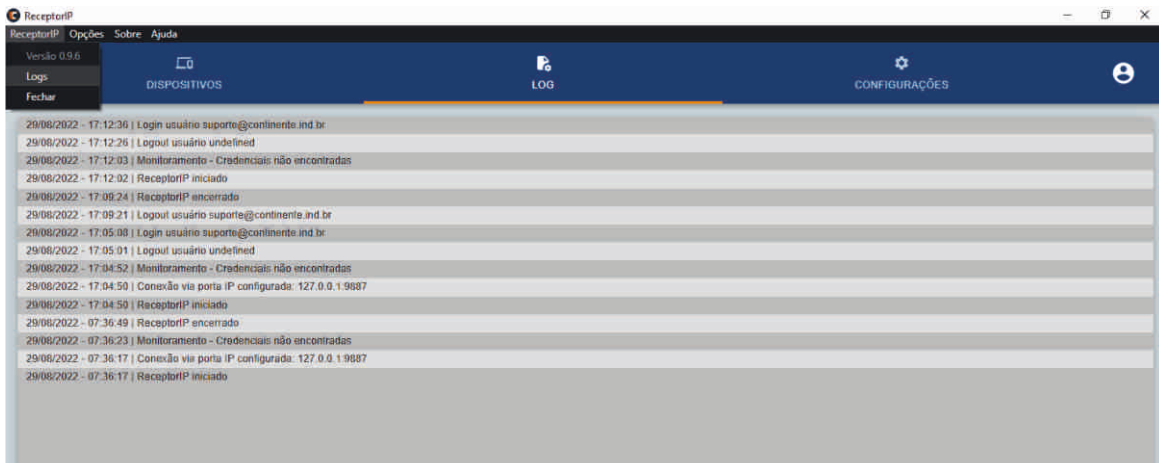 ReceptorIP
ReceptorIP Opções Sobre Ajuda
Versão 0.9.6
Logs
Fechar
DISPOSITIVOS
LOG
CONFIGURAÇÕES
29/08/2022 - 17:12:36 | Login usuário suporte@continente.ind.br
29/08/2022 - 17:12:26 | Logout usuário undefined
29/08/2022 - 17:12:03 | Monitoramento - Credenciais não encontradas
29/08/2022 - 17:12:02 | ReceptorIP iniciado
29/08/2022 - 17:09:24 | ReceptorIP encerrado
29/08/2022 - 17:09:21 | Logout usuário suporte@continente.ind.br
29/08/2022 - 17:05:08 | Login usuário suporte@continente.ind.br
29/08/2022 - 17:05:01 | Logout usuário undefined
29/08/2022 - 17:04:52 | Monitoramento - Credenciais não encontradas
29/08/2022 - 17:04:50 | Conexão via porta IP configurada: 127.0.0.1:9887
29/08/2022 - 17:04:50 | ReceptorIP iniciado
29/08/2022 - 07:36:49 | ReceptorIP encerrado
29/08/2022 - 07:36:23 | Monitoramento - Credenciais não encontradas
29/08/2022 - 07:36:17 | Conexão via porta IP configurada: 127.0.0.1:9887
29/08/2022 - 07:36:17 | ReceptorIP iniciado